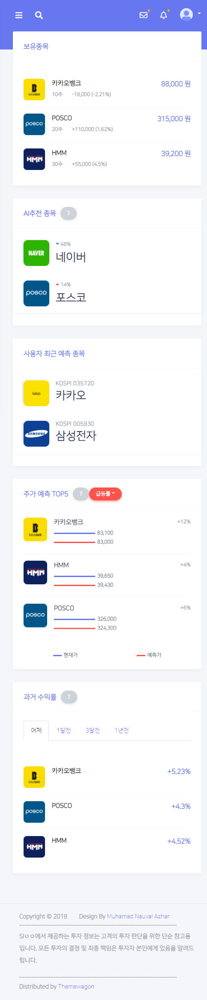 보유종목
카카오뱅크
88,000 원
B
kakaobank
10주 -18,000 (-2.21%)
POSCO
315,000 원
posco
20주 +110,000 (1.62%)
HMM
39,200 원
HMM
30주 +55,000 (4.5%)
AI추천 종목 ?
48%
NAVER
네이버
14%
posco
포스코
사용자 최근 예측 종목
KOSPI 035720
kakao
카카오
KOSPI 005930
SAMSUNG
삼성전자
주가 예측 TOP5 ? 급등률
카카오뱅크 +12%
B
kakaobank
83,100
83,000
HMM +4%
HMM
39,650
39,430
POSCO +6%
posco
326,000
324,300
현재가 예측가
과거 수익률 ?
어제 1달전 3달전 1년전
카카오뱅크 +5.23%
B
kakaobank
POSCO +4.3%
posco
HMM +4.52%
HMM
Copyright © 2018 Design By Muhamad Nauval Azhar
------------------------------------------------------------------
SIㅇㅇ에서 제공하는 투자 정보는 고객의 투자 판단을 위한 단순 참고용
입니다. 모든 투자의 결정 및 최종 책임은 투자자 본인에게 있음을 알려드
립니다.
------------------------------------------------------------------
Distributed by Themewagon